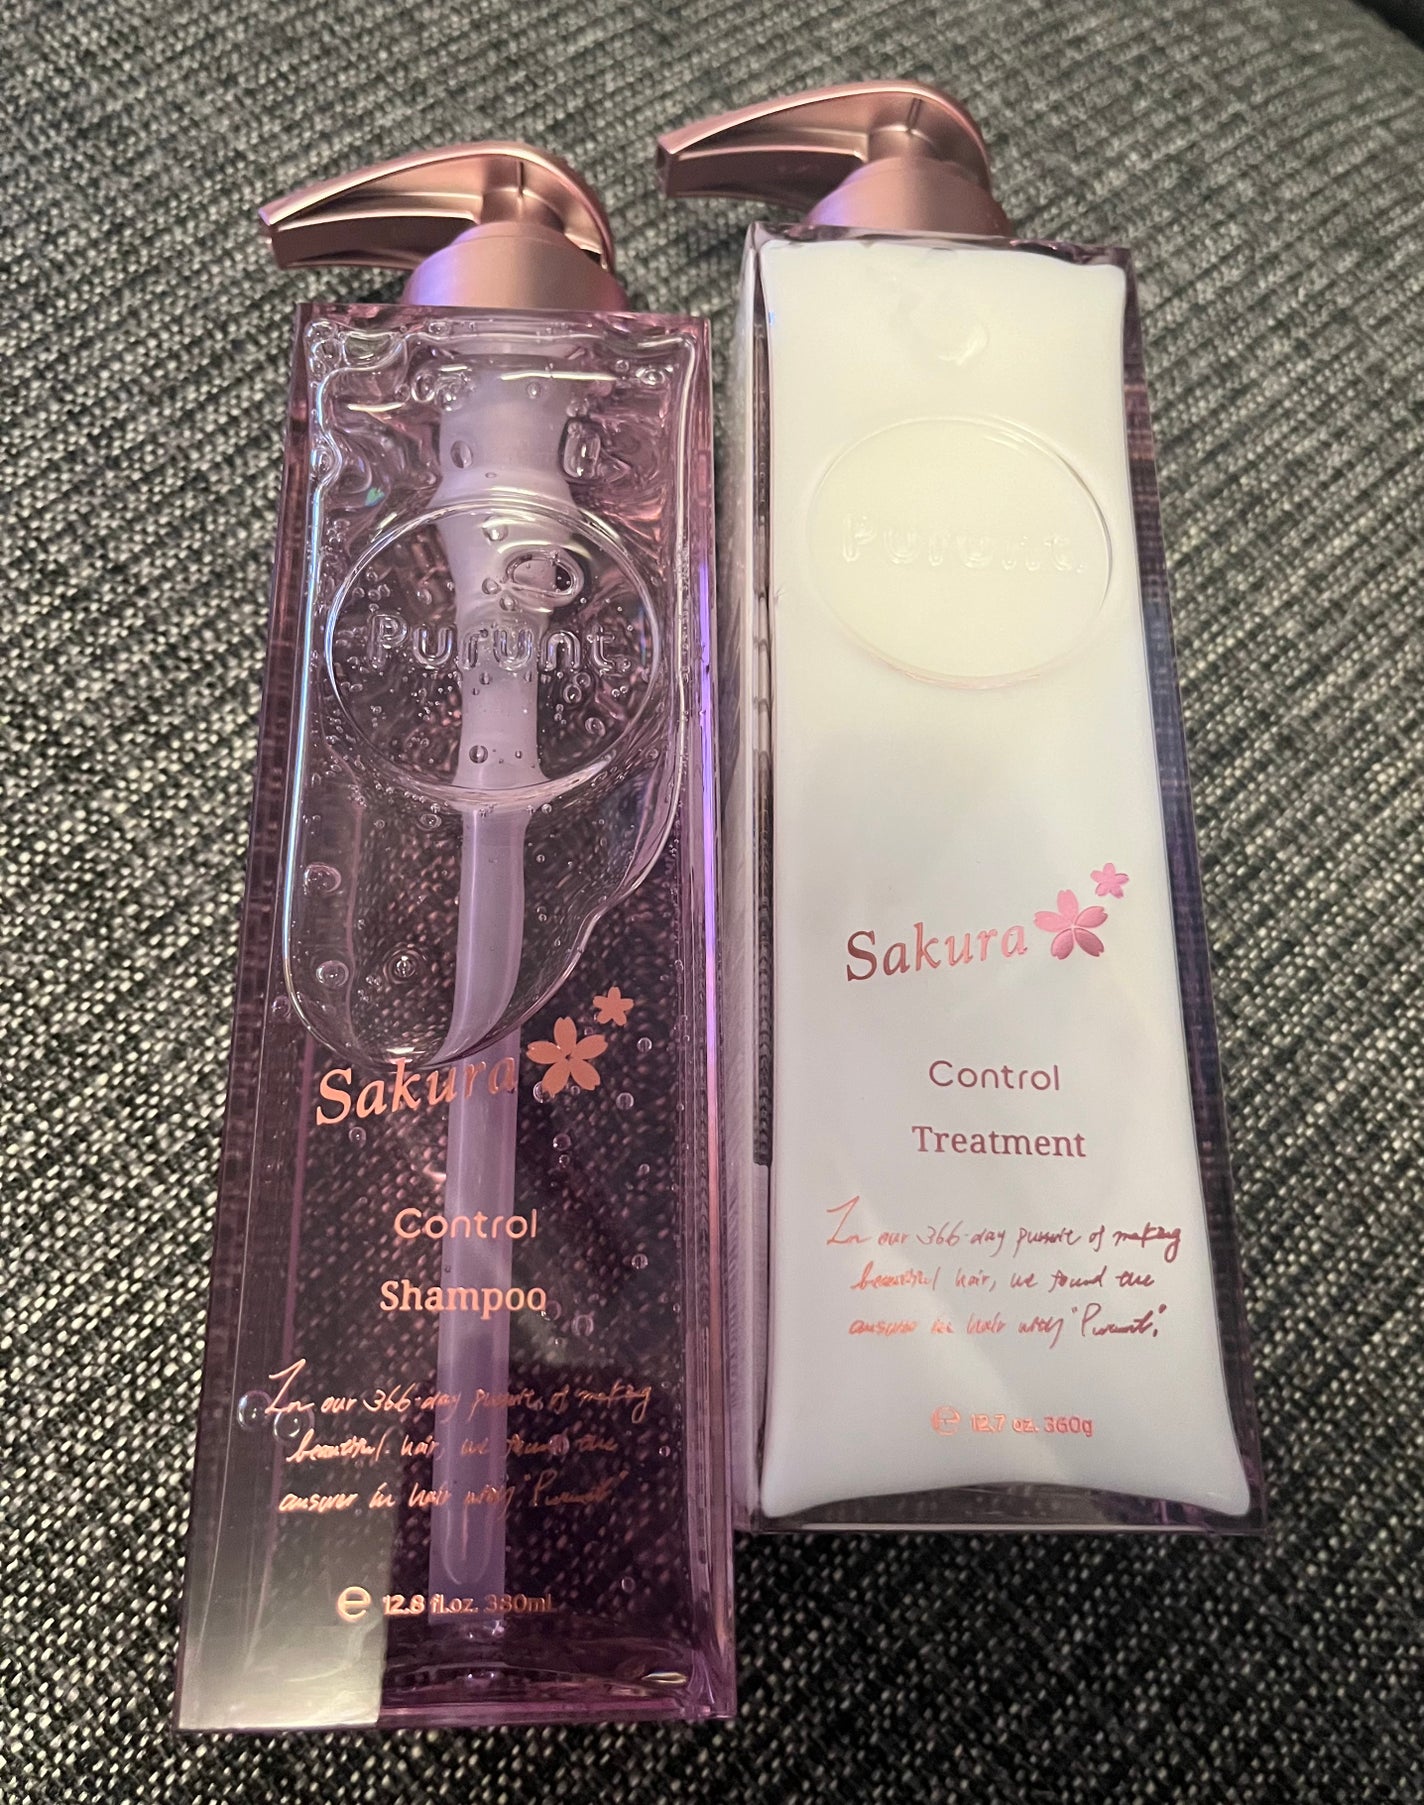 Purunt.
Sakura
Control
Shampoo
In our 366-day pursuit of making
beautiful hair, we found the
answer in hair with "Purunt."
e 12.8 fl.oz. 380mL
Purunt.
Sakura
Control
Treatment
In our 366-day pursuit of making
beautiful hair, we found the
answer in hair with "Purunt."
e 12.7 oz. 360g